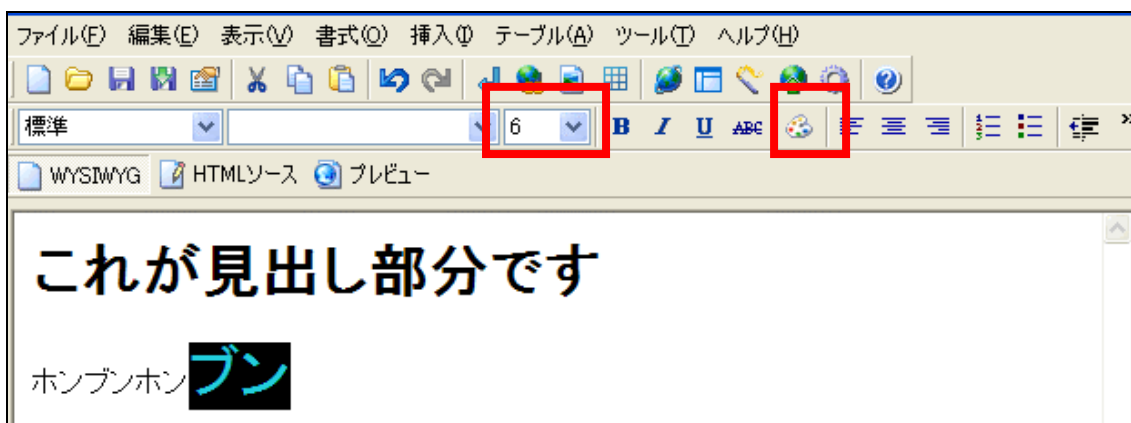 ファイル(F) 編集(E) 表示(V) 書式(O) 挿入(I) テーブル(A) ツール(T) ヘルプ(H)
標準 6 B I U ABC
WYSIWYG HTMLソース プレビュー
これが見出し部分です
ホンブンホンブン